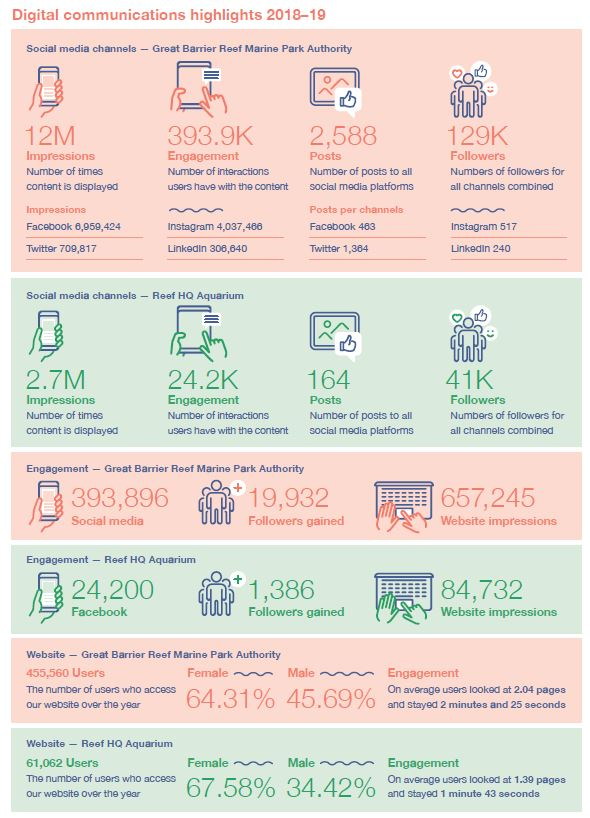 Digital communications highlights 2018–19
Social media channels — Great Barrier Reef Marine Park Authority
12M
Impressions
Number of times
content is displayed
393.9K
Engagement
Number of interactions
users have with the content
2,588
Posts
Number of posts to all
social media platforms
129K
Followers
Numbers of followers for
all channels combined
Impressions
Facebook 6,959,424
Instagram 4,037,466
Twitter 709,817
LinkedIn 306,640
Posts per channels
Facebook 463
Instagram 517
Twitter 1,364
LinkedIn 240
Social media channels — Reef HQ Aquarium
2.7M
Impressions
Number of times
content is displayed
24.2K
Engagement
Number of interactions
users have with the content
164
Posts
Number of posts to all
social media platforms
41K
Followers
Numbers of followers for
all channels combined
Engagement — Great Barrier Reef Marine Park Authority
393,896
Social media
19,932
Followers gained
657,245
Website impressions
Engagement — Reef HQ Aquarium
24,200
Facebook
1,386
Followers gained
84,732
Website impressions
Website — Great Barrier Reef Marine Park Authority
455,560 Users
The number of users who access
our website over the year
Female
64.31%
Male
45.69%
Engagement
On average users looked at 2.04 pages
and stayed 2 minutes and 25 seconds
Website — Reef HQ Aquarium
61,062 Users
The number of users who access
our website over the year
Female
67.58%
Male
34.42%
Engagement
On average users looked at 1.39 pages
and stayed 1 minute 43 seconds